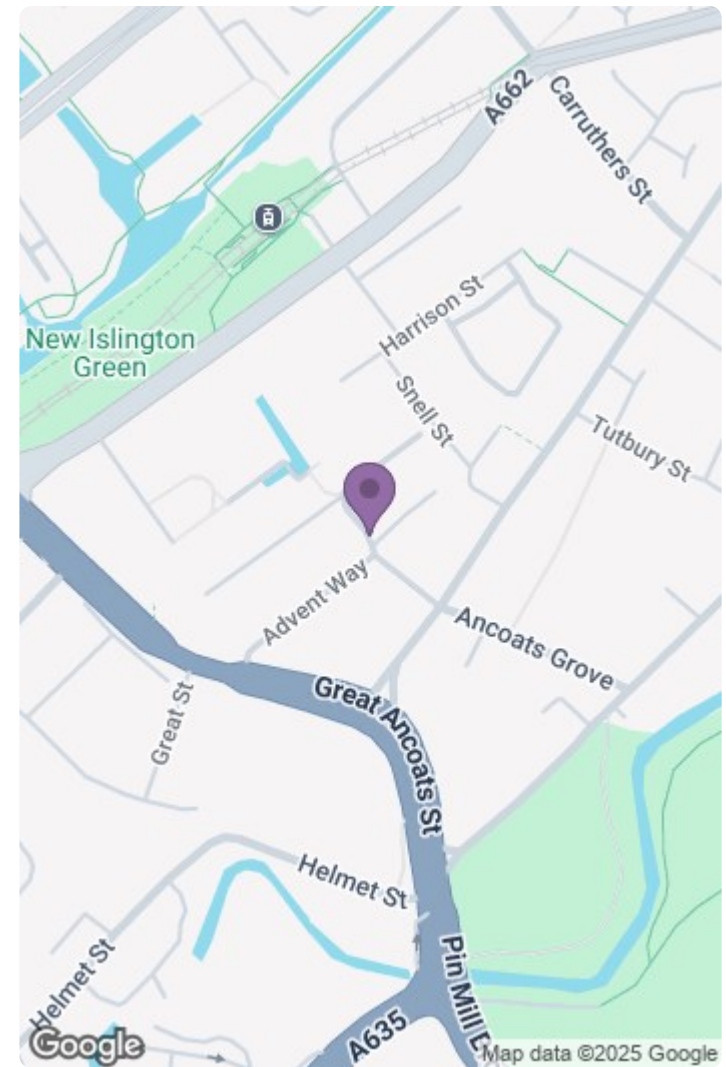 A662
Carruthers St
Harrison St
New Islington
Green
Snell St
Tutbury St
Advent Way
Ancoats Grove
Great Ancoats St
Great St
Helmet St
Helmet St
Pin Mill
A635
Google
Map data ©2025 Google